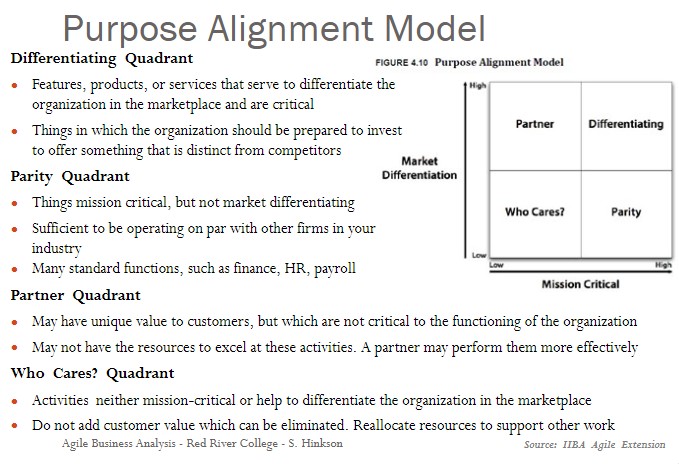 Purpose Alignment Model
Differentiating Quadrant
• Features, products, or services that serve to differentiate the
organization in the marketplace and are critical
• Things in which the organization should be prepared to invest
to offer something that is distinct from competitors
Parity Quadrant
• Things mission critical, but not market differentiating
• Sufficient to be operating on par with other firms in your
industry
• Many standard functions, such as finance, HR, payroll
FIGURE 4.10 Purpose Alignment Model
High
Partner
Differentiating
Market
Differentiation
Who Cares?
Parity
Low
Low
High
Mission Critical
Partner Quadrant
• May have unique value to customers, but which are not critical to the functioning of the organization
• May not have the resources to excel at these activities. A partner may perform them more effectively
Who Cares? Quadrant
• Activities neither mission-critical or help to differentiate the organization in the marketplace
• Do not add customer value which can be eliminated. Reallocate resources to support other work
Agile Business Analysis - Red River College - S. Hinkson
Source: IIBA Agile Extension